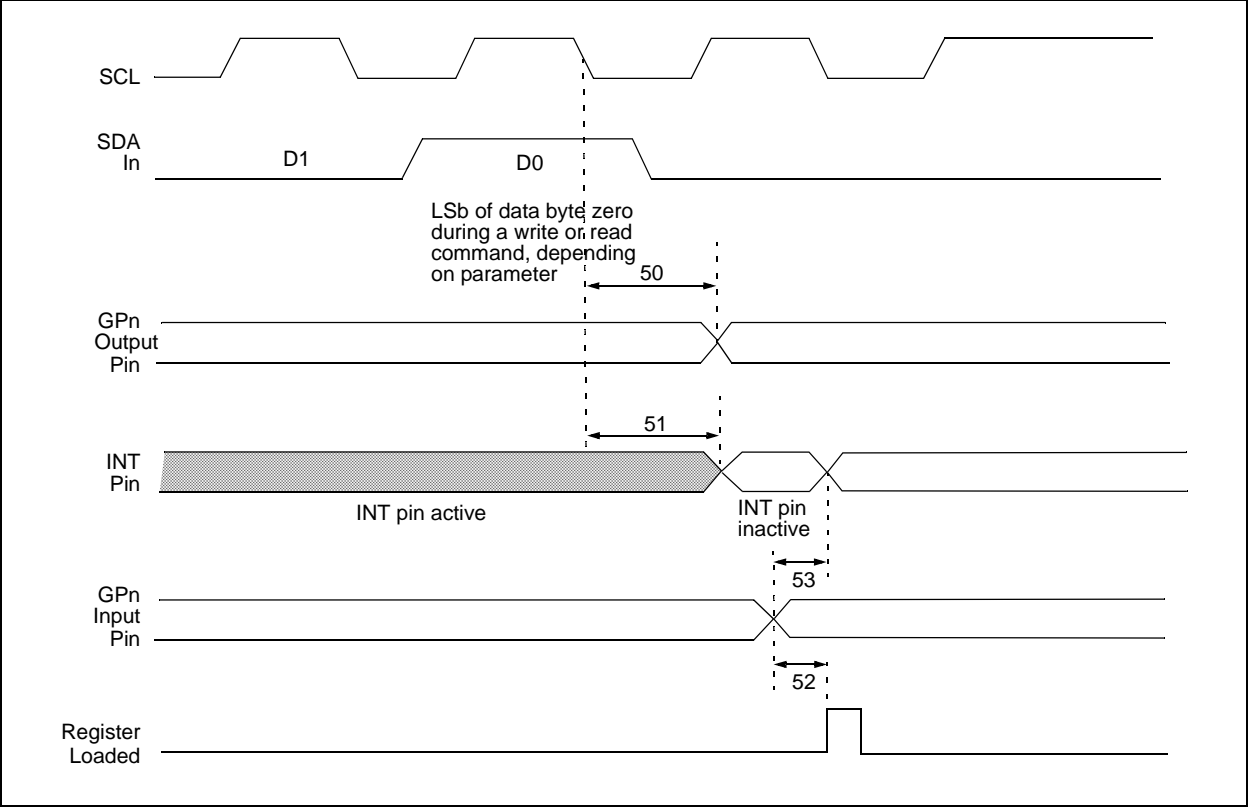 SCL
SDA
In
D1
D0
LSb of data byte zero
during a write or read
command, depending
on parameter
50
GPn
Output
Pin
51
INT
Pin
INT pin active
INT pin
inactive
53
GPn
Input
Pin
52
Register
Loaded